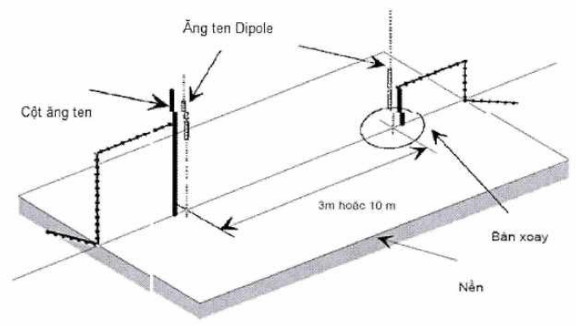 Ăng ten Dipole
Cột ăng ten
3m hoặc 10 m
Bàn xoay
Nền